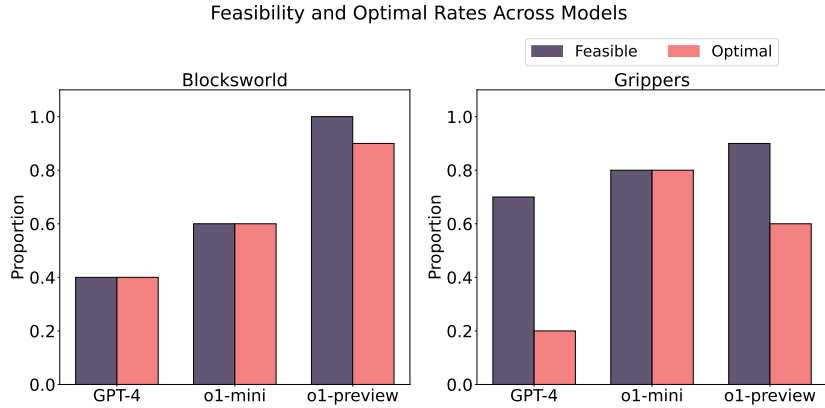 Feasibility and Optimal Rates Across Models
Feasible
Optimal
Blocksworld
Proportion
1.0
0.8
0.6
0.4
0.2
0.0
GPT-4
o1-mini
o1-preview
Grippers
Proportion
1.0
0.8
0.6
0.4
0.2
0.0
GPT-4
o1-mini
o1-preview